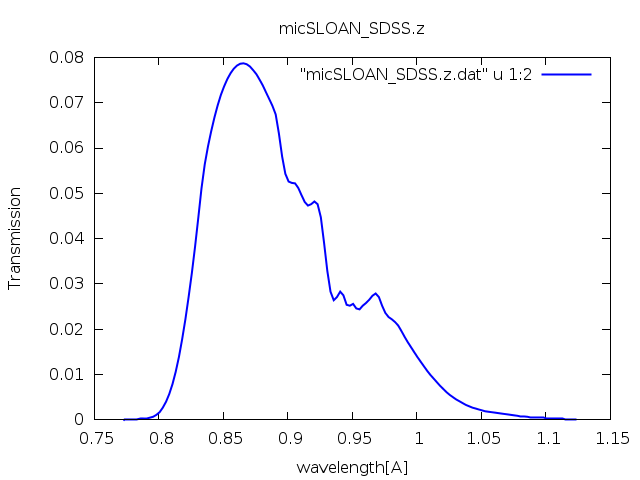 micSLOAN_SDSS.z
"micSLOAN_SDSS.z.dat" u 1:2
0.08
0.07
0.06
0.05
0.04
0.03
0.02
0.01
0
Transmission
0.75 0.8 0.85 0.9 0.95 1 1.05 1.1 1.15
wavelength[A]